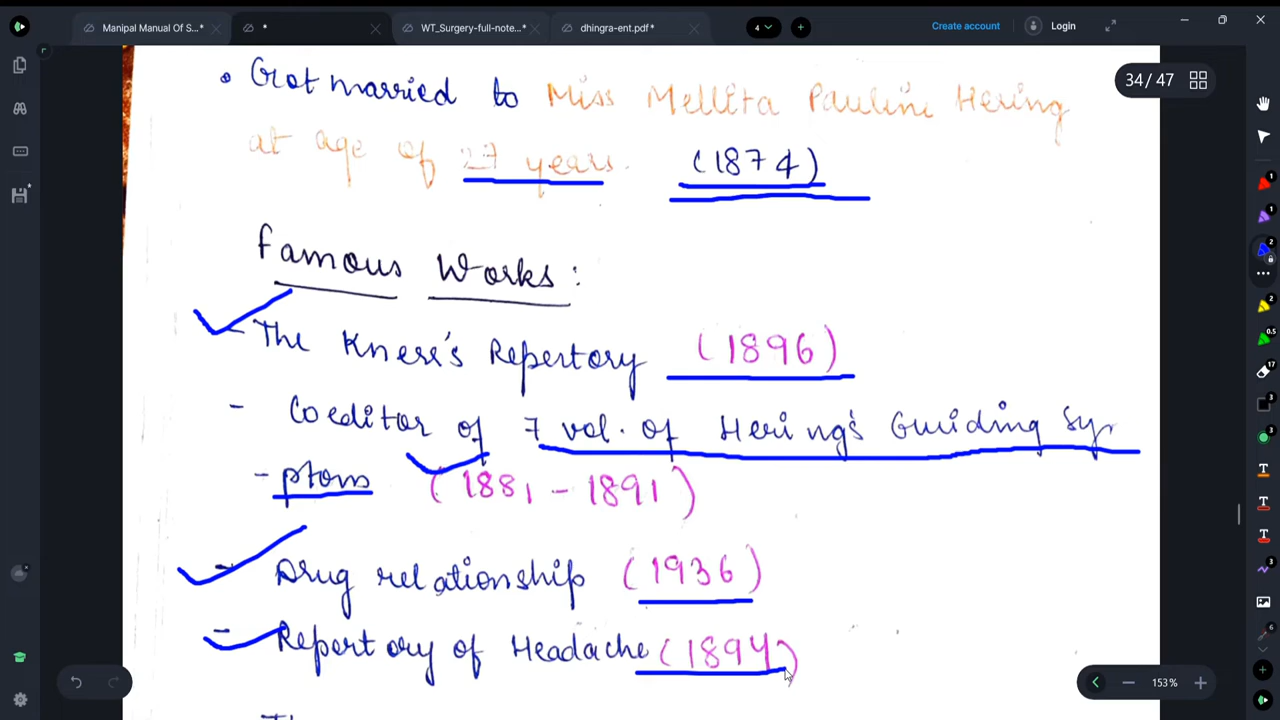 Manipal Manual Of S...*
*
WT_Surgery-full-note...*
dhingra-ent.pdf*
4
Create account
Login
34/47
• Got married to Miss Mellita Pauline Hering
at age of 27 years. (1874)
Famous Works:
- The Knerr's Repertory (1896)
- Coeditor of 7 vol. of Hering's Guiding Sym
- ptoms (1881 - 1891)
- Drug relationship (1936)
- Repertory of Headache (1894)
153%